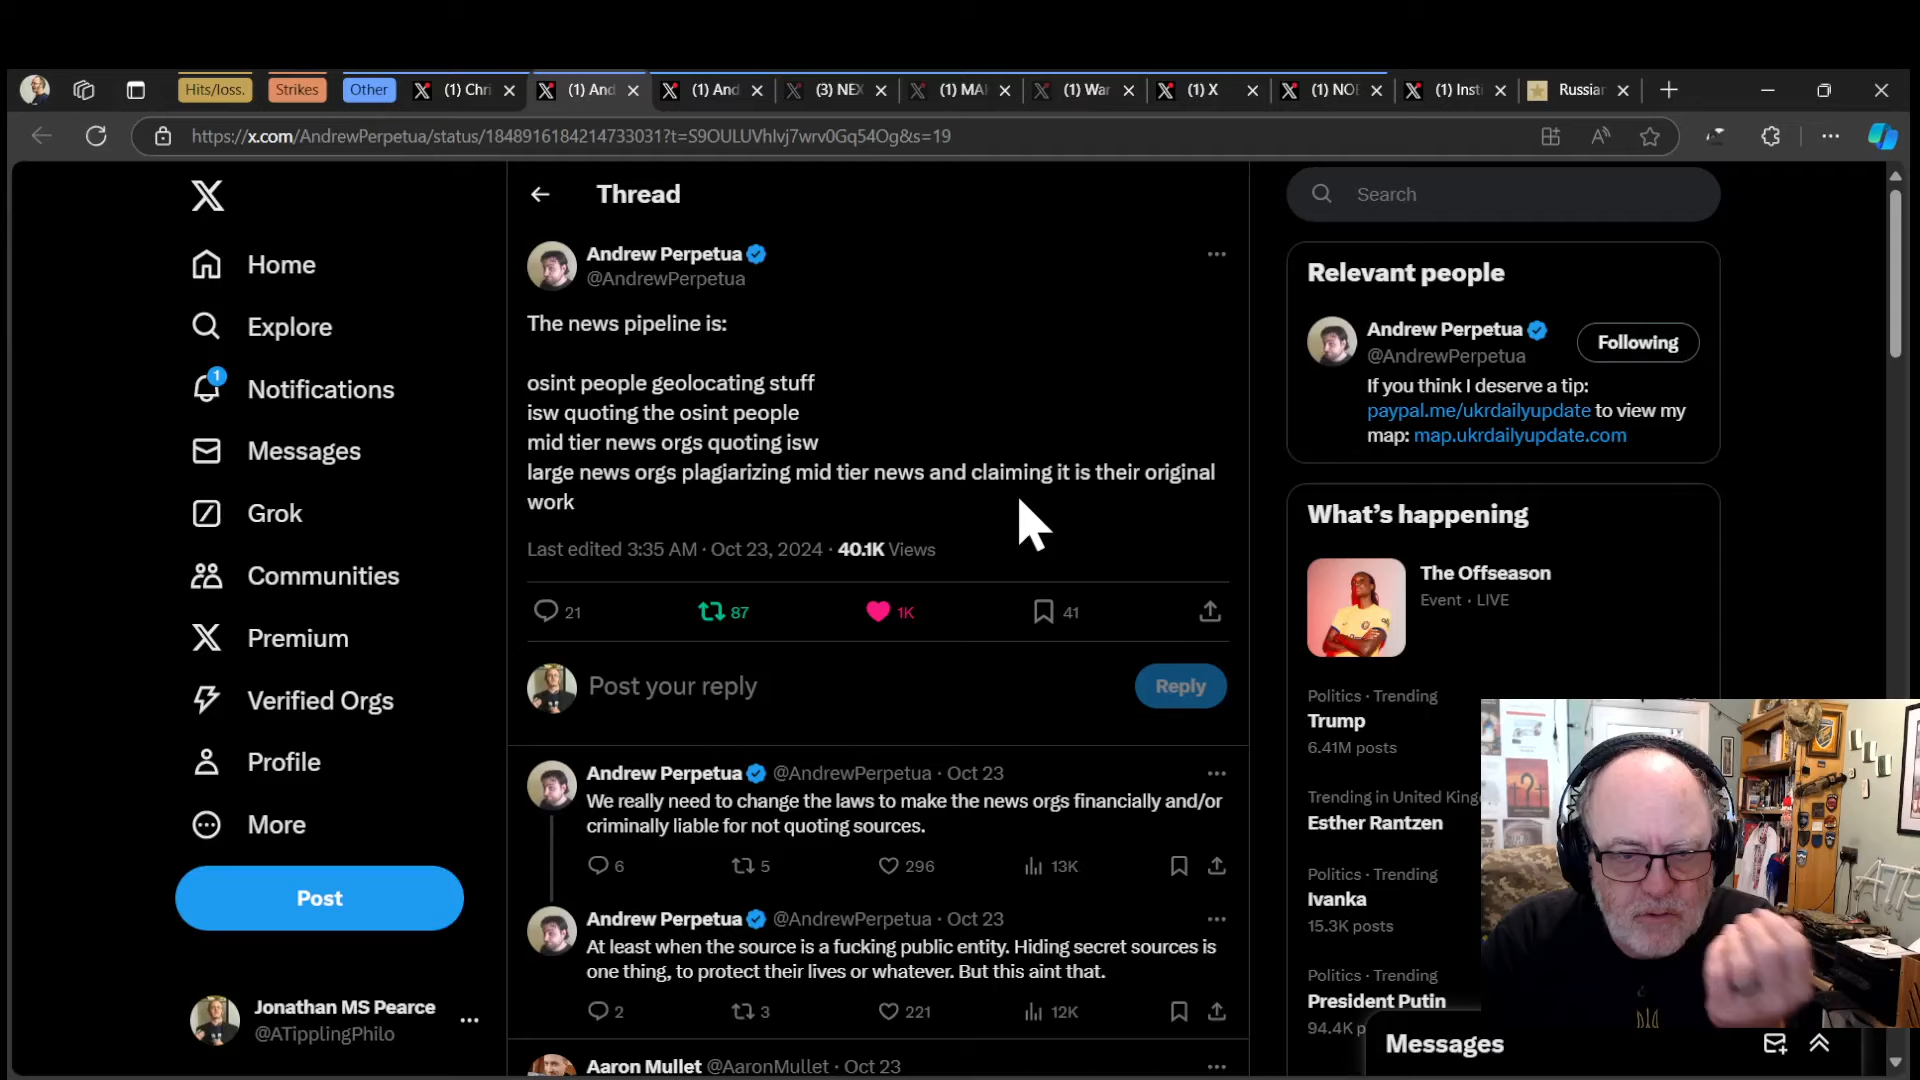 Hits/loss.
Strikes
Other
(1) Chri
(1) And
(1) And
(3) NEX
(1) MAK
(1) War
(1) X
(1) NOE
(1) Insti
Russian
https://x.com/AndrewPerpetua/status/1848916184214733031?t=S9OULUVhlvj7wrv0Gq54Og&s=19
Home
Explore
1
Notifications
Messages
Grok
Communities
Premium
Verified Orgs
Profile
More
Post
Jonathan MS Pearce
@ATipplingPhilo
Thread
Andrew Perpetua
@AndrewPerpetua
The news pipeline is:
osint people geolocating stuff
isw quoting the osint people
mid tier news orgs quoting isw
large news orgs plagiarizing mid tier news and claiming it is their original
work
Last edited 3:35 AM · Oct 23, 2024 · 40.1K Views
21
87
1K
41
Post your reply
Reply
Andrew Perpetua @AndrewPerpetua · Oct 23
We really need to change the laws to make the news orgs financially and/or
criminally liable for not quoting sources.
6
5
296
13K
Andrew Perpetua @AndrewPerpetua · Oct 23
At least when the source is a fucking public entity. Hiding secret sources is
one thing, to protect their lives or whatever. But this aint that.
2
3
221
12K
Aaron Mullet @AaronMullet · Oct 23
Search
Relevant people
Andrew Perpetua
@AndrewPerpetua
Following
If you think I deserve a tip:
paypal.me/ukrdailyupdate to view my
map: map.ukrdailyupdate.com
What's happening
The Offseason
Event · LIVE
Politics · Trending
Trump
6.41M posts
Trending in United King
Esther Rantzen
Politics · Trending
Ivanka
15.3K posts
Politics · Trending
President Putin
94.4K p
Messages